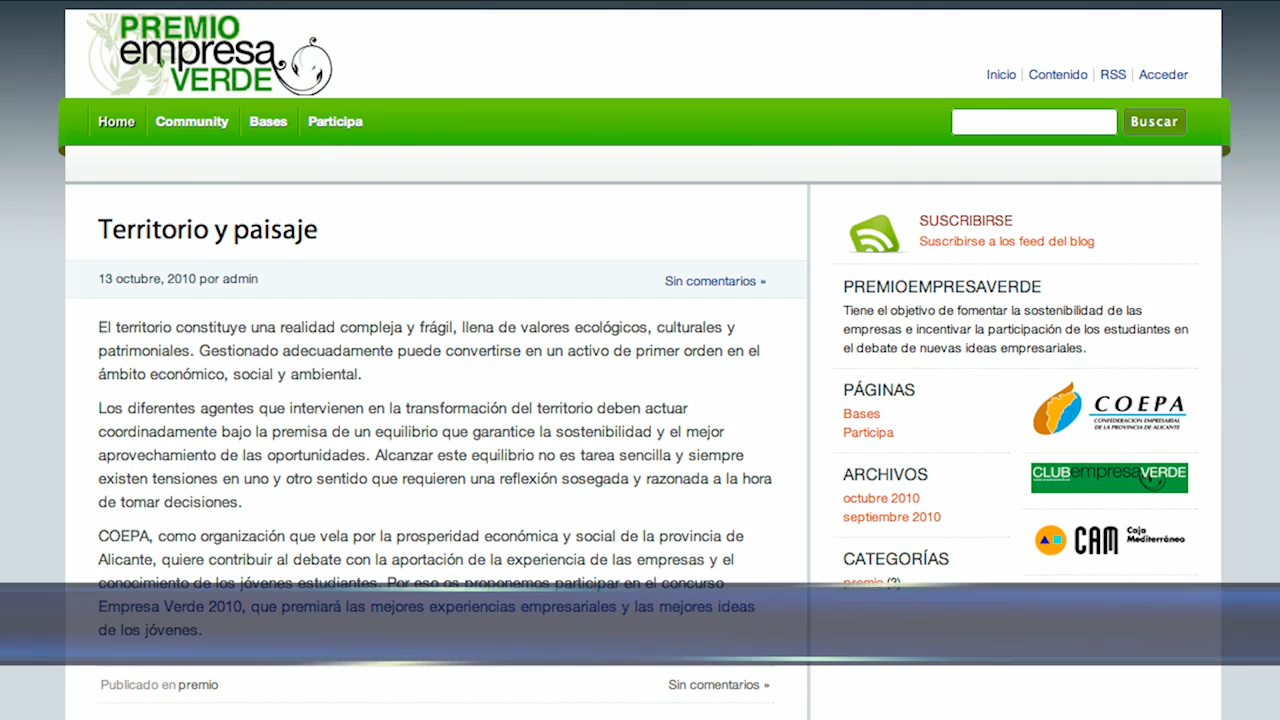 PREMIO
empresa
VERDE
Inicio | Contenido | RSS | Acceder
Home Community Bases Participa
Buscar
Territorio y paisaje
13 octubre, 2010 por admin
Sin comentarios »
El territorio constituye una realidad compleja y frágil, llena de valores ecológicos, culturales y
patrimoniales. Gestionado adecuadamente puede convertirse en un activo de primer orden en el
ámbito económico, social y ambiental.
Los diferentes agentes que intervienen en la transformación del territorio deben actuar
coordinadamente bajo la premisa de un equilibrio que garantice la sostenibilidad y el mejor
aprovechamiento de las oportunidades. Alcanzar este equilibrio no es tarea sencilla y siempre
existen tensiones en uno y otro sentido que requieren una reflexión sosegada y razonada a la hora
de tomar decisiones.
COEPA, como organización que vela por la prosperidad económica y social de la provincia de
Alicante, quiere contribuir al debate con la aportación de la experiencia de las empresas y el
conocimiento de los jóvenes estudiantes. Por eso os proponemos participar en el concurso
Empresa Verde 2010, que premiará las mejores experiencias empresariales y las mejores ideas
de los jóvenes.
Publicado en premio
Sin comentarios »
SUSCRIBIRSE
Suscribirse a los feed del blog
PREMIOEMPRESAVERDE
Tiene el objetivo de fomentar la sostenibilidad de las
empresas e incentivar la participación de los estudiantes en
el debate de nuevas ideas empresariales.
PÁGINAS
Bases
Participa
ARCHIVOS
octubre 2010
septiembre 2010
CATEGORÍAS
premio (3)
COEPA
CONFEDERACION EMPRESARIAL
DE LA PROVINCIA DE ALICANTE
CLUBempresaVERDE
CAM Caja
Mediterráneo